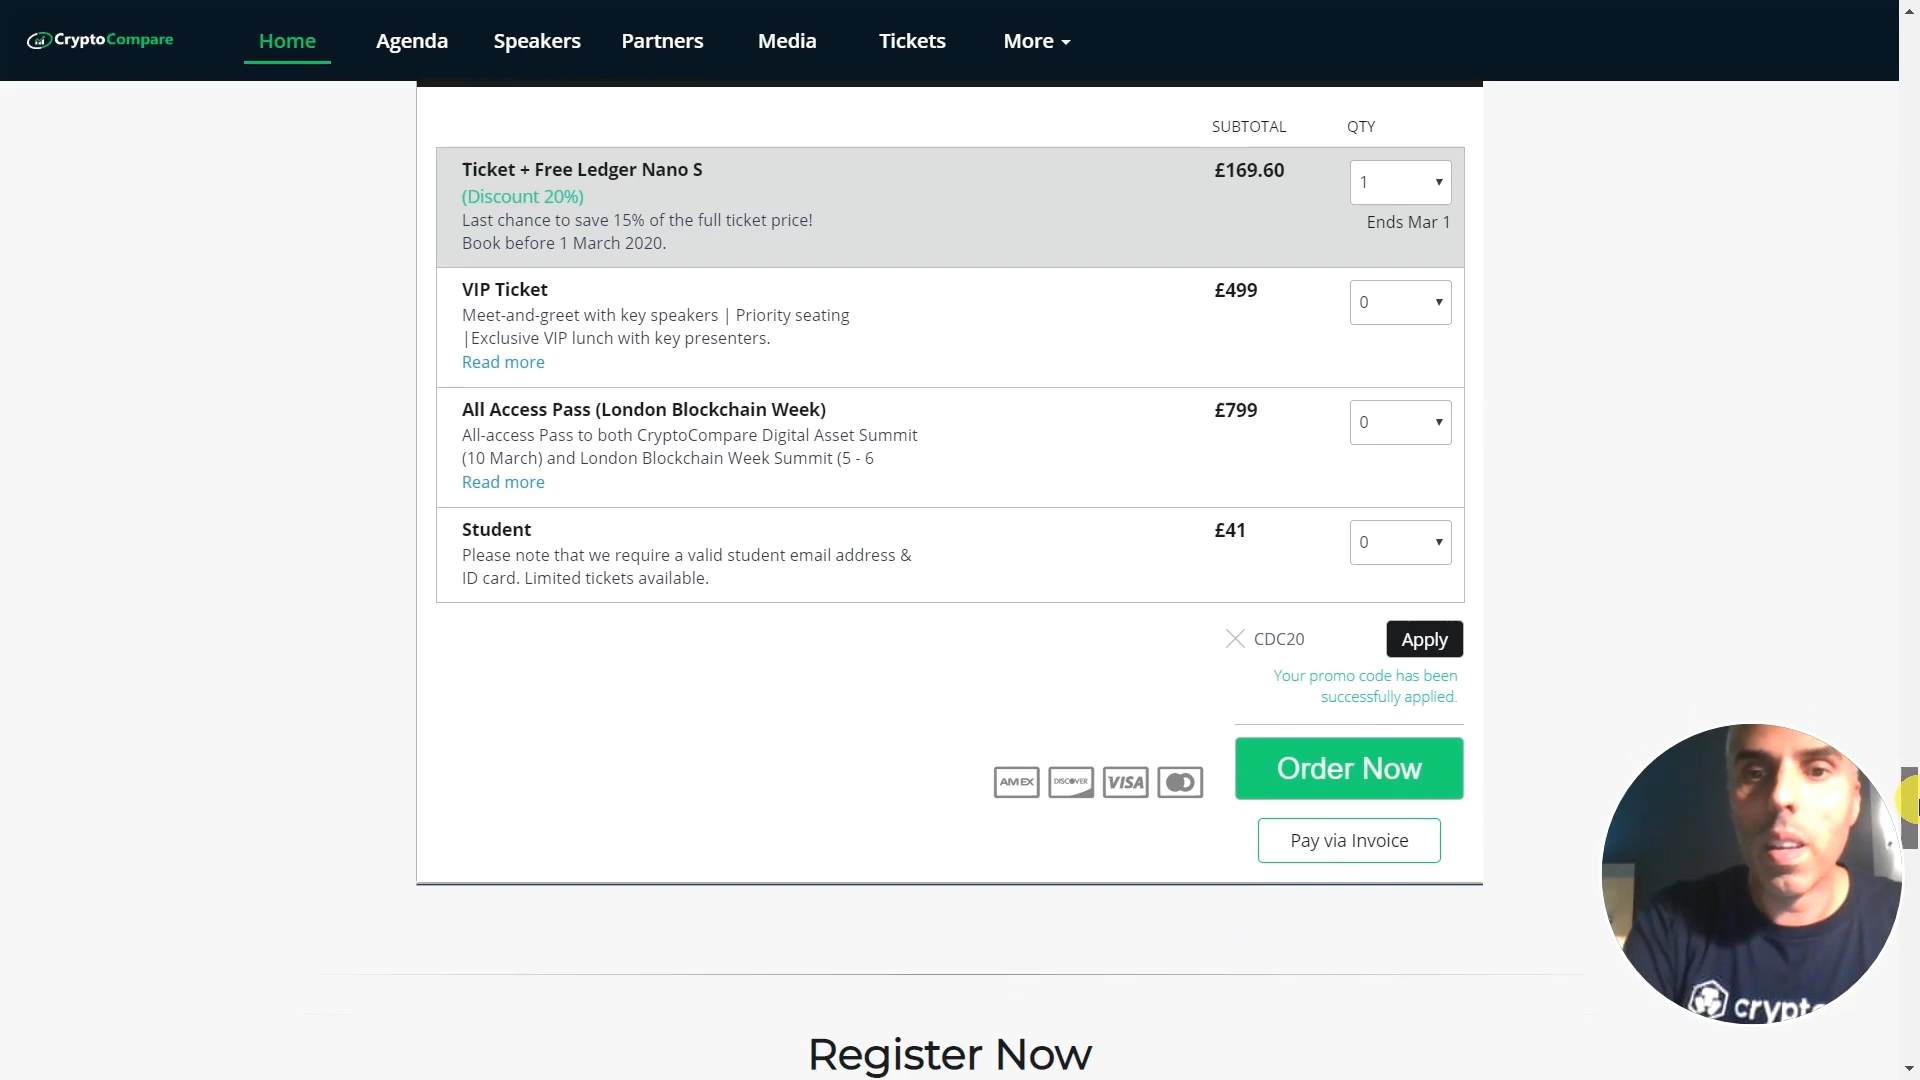 CryptoCompare
Home
Agenda
Speakers
Partners
Media
Tickets
More
SUBTOTAL
QTY
Ticket + Free Ledger Nano S
£169.60
1
(Discount 20%)
Last chance to save 15% of the full ticket price!
Ends Mar 1
Book before 1 March 2020.
VIP Ticket
£499
0
Meet-and-greet with key speakers | Priority seating
|Exclusive VIP lunch with key presenters.
Read more
All Access Pass (London Blockchain Week)
£799
0
All-access Pass to both CryptoCompare Digital Asset Summit
(10 March) and London Blockchain Week Summit (5 - 6
Read more
Student
£41
0
Please note that we require a valid student email address &
ID card. Limited tickets available.
CDC20
Apply
Your promo code has been
successfully applied.
AMEX
DISCOVER
VISA
Order Now
Pay via Invoice
Register Now